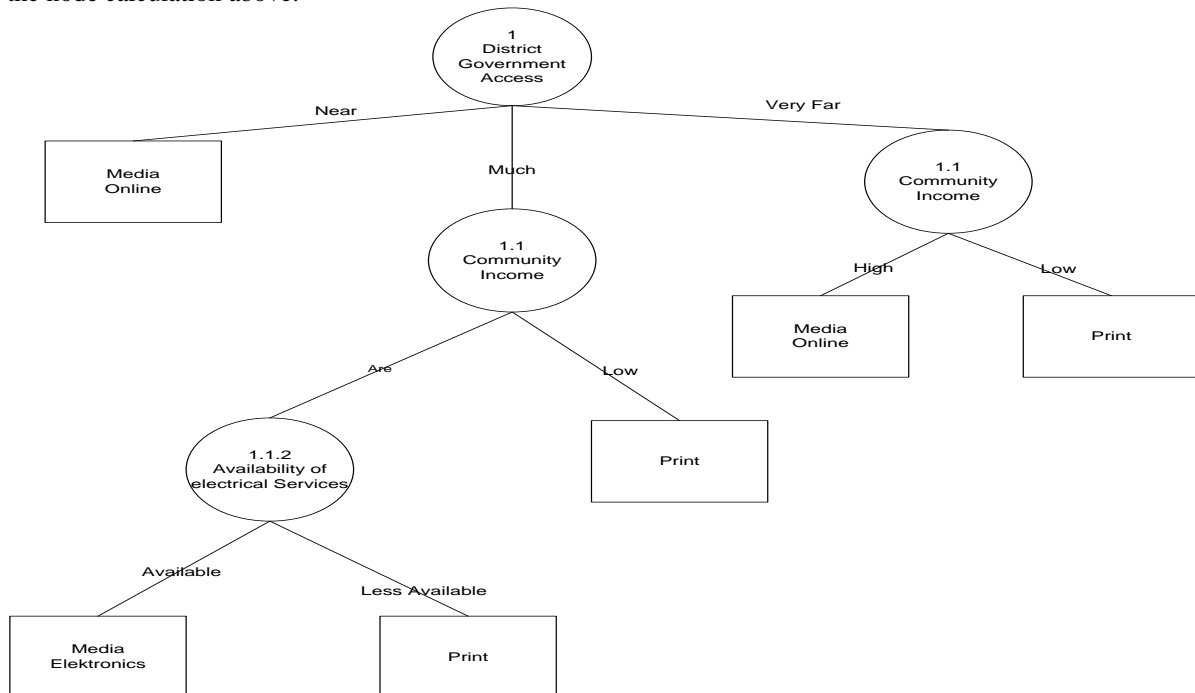 the node calculation above.
1
District
Government
Access
Near
Very Far
Media
Online
Much
1.1
Community
Income
1.1
Community
Income
High
Low
Media
Online
Print
Are
Low
1.1.2
Availability of
electrical Services
Print
Available
Less Available
Media
Elektronics
Print